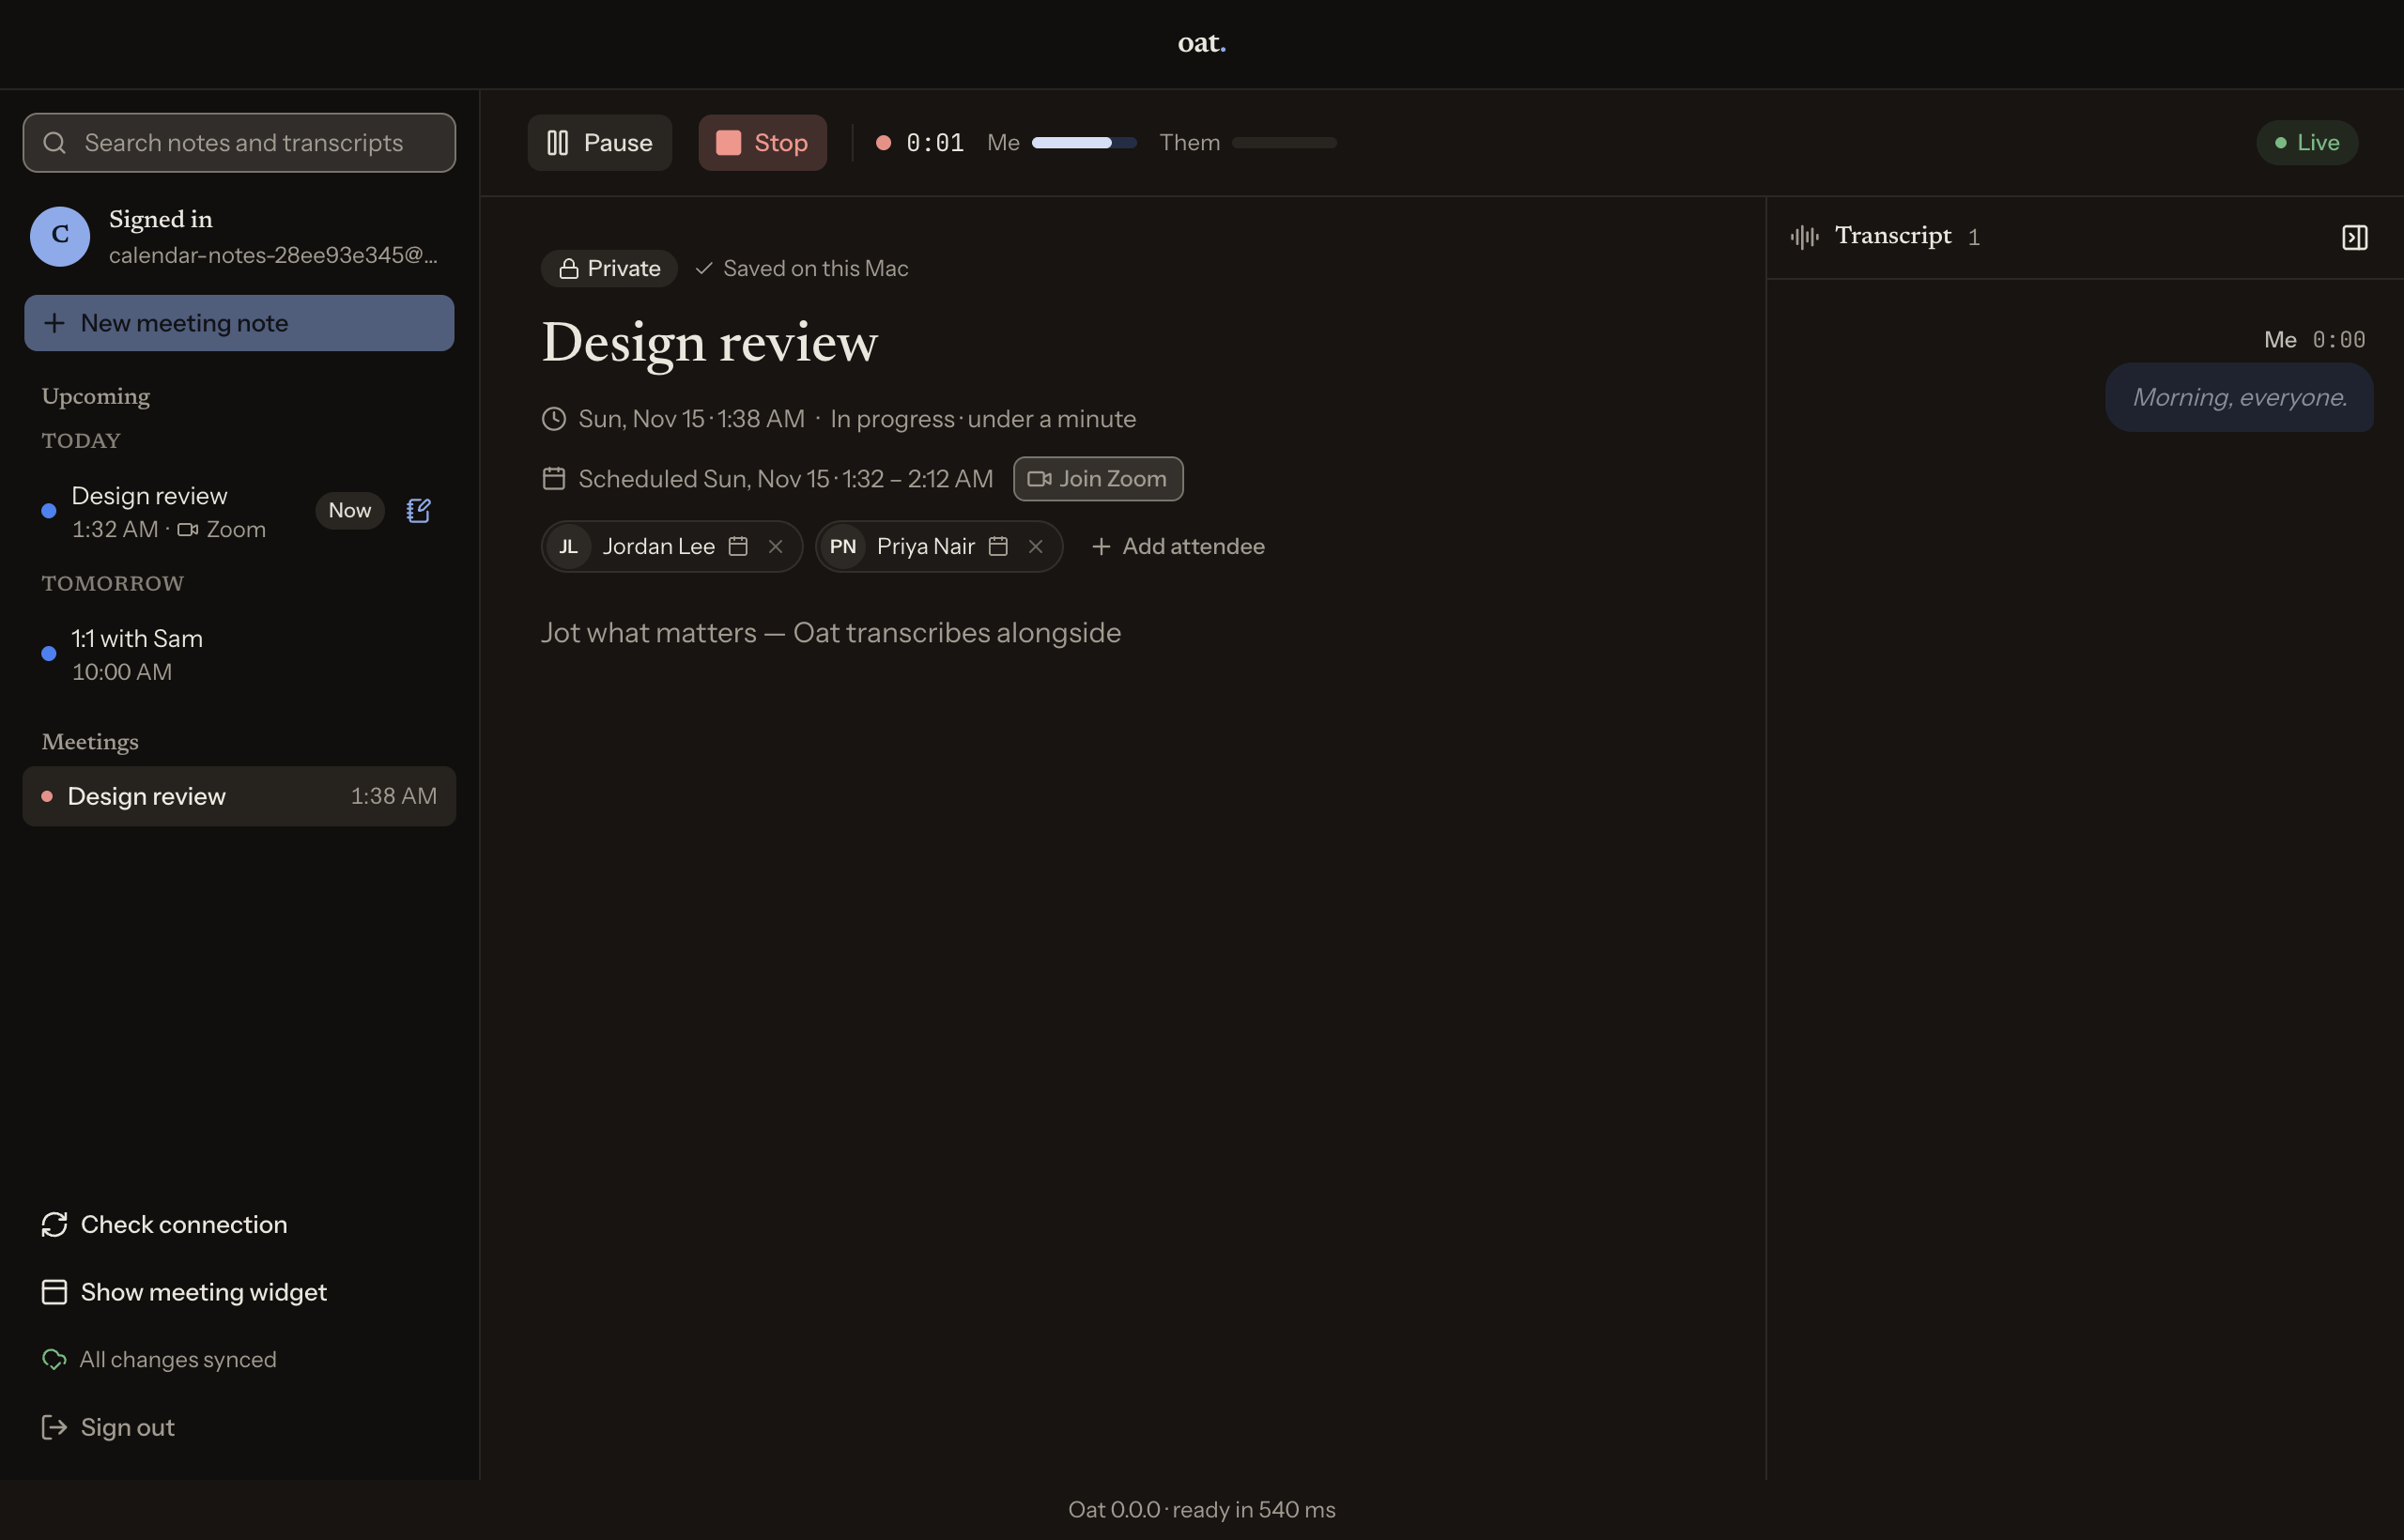 oat.
Search notes and transcripts
Signed in
calendar-notes-28ee93e345@...
New meeting note
Upcoming
TODAY
Design review
1:32 AM · Zoom
Now
TOMORROW
1:1 with Sam
10:00 AM
Meetings
Design review 1:38 AM
Check connection
Show meeting widget
All changes synced
Sign out
Pause Stop 0:01 Me Them Live
Private Saved on this Mac
Design review
Sun, Nov 15 · 1:38 AM · In progress · under a minute
Scheduled Sun, Nov 15 · 1:32 – 2:12 AM Join Zoom
JL Jordan Lee PN Priya Nair Add attendee
Jot what matters — Oat transcribes alongside
Transcript 1
Me 0:00
Morning, everyone.
Oat 0.0.0 · ready in 540 ms
C